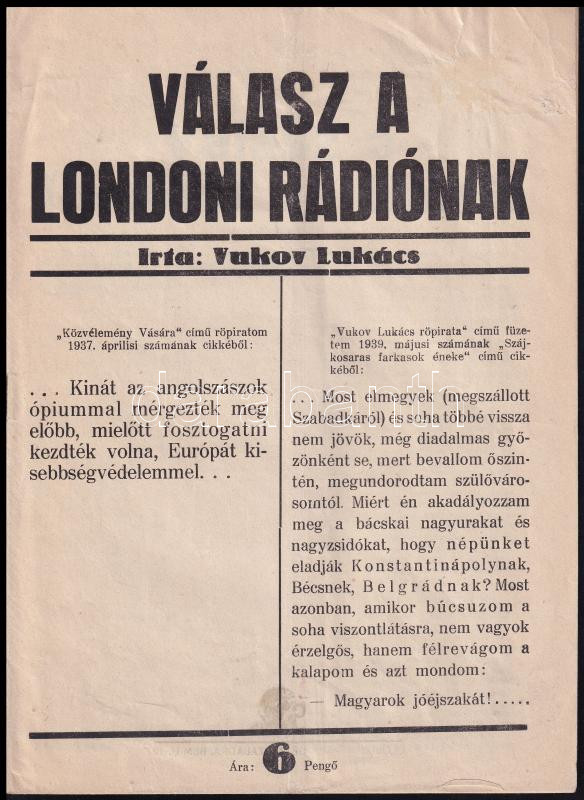 VÁLASZ A
LONDONI RÁDIÓNAK
Irta: Vukov Lukács
„Közvélemény Vására“ című röpiratom
1937. áprilisi számának cikkéből:
... Kinát az angolszászok
ópiummal mérgezték meg
előbb, mielőtt fosztogatni
kezdték volna, Európát ki-
sebbségvédelemmel. . .
„Vukov Lukács röpirata“ című füze-
tem 1939. májusi számának „Száj-
kosaras farkasok éneke“ című cik-
kéből:
... Most elmegyek (megszállott
Szabadkáról) és soha többé vissza
nem jövök, még diadalmas győ-
zőnként se, mert bevallom őszin-
tén, megundorodtam szülőváro-
somtól. Miért én akadályozzam
meg a bácskai nagyurakat és
nagyzsidókat, hogy népünket
eladják Konstantinápolynak,
Bécsnek, Belgrádnak? Most
azonban, amikor búcsuzom a
soha viszontlátásra, nem vagyok
érzelgős, hanem félrevágom a
kalapom és azt mondom:
— Magyarok jóéjszakát!.....
Ára: 6 Pengő
darabanth